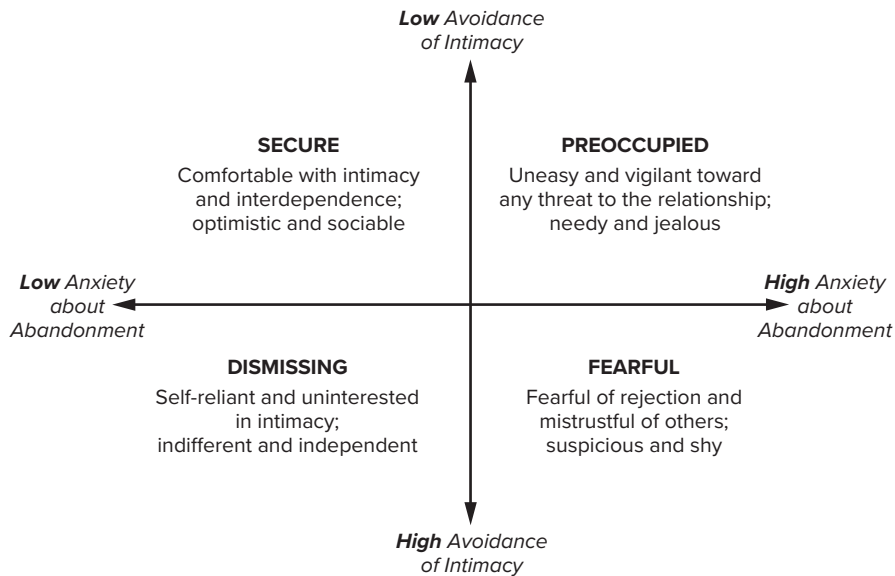 Low Avoidance
of Intimacy
SECURE
Comfortable with intimacy
and interdependence;
optimistic and sociable
PREOCCUPIED
Uneasy and vigilant toward
any threat to the relationship;
needy and jealous
Low Anxiety
about
Abandonment
High Anxiety
about
Abandonment
DISMISSING
Self-reliant and uninterested
in intimacy;
indifferent and independent
FEARFUL
Fearful of rejection and
mistrustful of others;
suspicious and shy
High Avoidance
of Intimacy